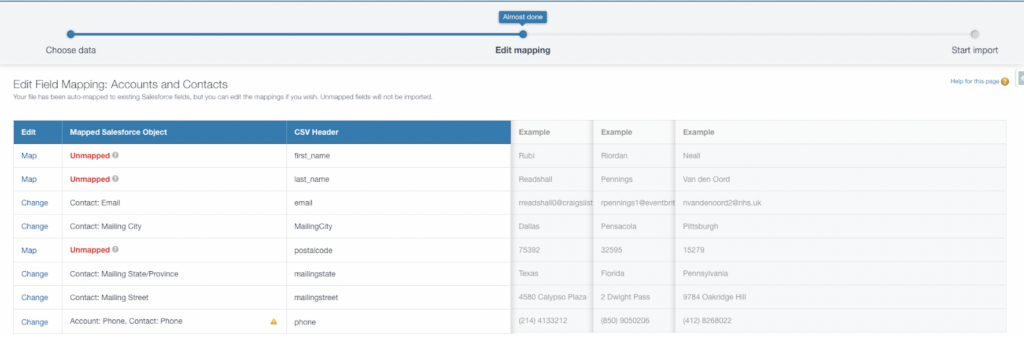 Almost done
Choose data
Edit mapping
Start import
Edit Field Mapping: Accounts and Contacts
Help for this page
Your file has been auto-mapped to existing Salesforce fields, but you can edit the mappings if you wish. Unmapped fields will not be imported.
Edit Mapped Salesforce Object CSV Header Example Example Example
Map Unmapped first_name Rubi Riordan Neall
Map Unmapped last_name Readshall Pennings Van den Oord
Change Contact: Email email rreadshall0@craigslist rpennings1@eventbrit nvandenoord2@nhs.uk
Change Contact: Mailing City MailingCity Dallas Pensacola Pittsburgh
Map Unmapped postalcode 75392 32595 15279
Change Contact: Mailing State/Province mailingstate Texas Florida Pennsylvania
Change Contact: Mailing Street mailingstreet 4580 Calypso Plaza 2 Dwight Pass 9784 Oakridge Hill
Change Account: Phone, Contact: Phone phone (214) 4133212 (850) 9050206 (412) 8268022